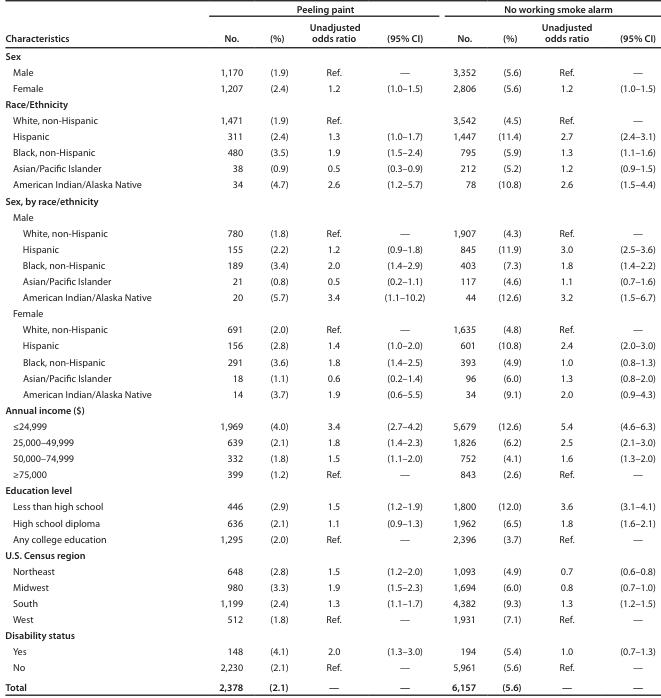 Peeling paint No working smoke alarm
Unadjusted Unadjusted
Characteristics No. (%) odds ratio (95% CI) No. (%) odds ratio (95% CI)
Sex
Male 1,170 (1.9) Ref. — 3,352 (5.6) Ref. —
Female 1,207 (2.4) 1.2 (1.0–1.5) 2,806 (5.6) 1.2 (1.0–1.5)
Race/Ethnicity
White, non-Hispanic 1,471 (1.9) Ref. — 3,542 (4.5) Ref. —
Hispanic 311 (2.4) 1.3 (1.0–1.7) 1,447 (11.4) 2.7 (2.4–3.1)
Black, non-Hispanic 480 (3.5) 1.9 (1.5–2.4) 795 (5.9) 1.3 (1.1–1.6)
Asian/Pacific Islander 38 (0.9) 0.5 (0.3–0.9) 212 (5.2) 1.2 (0.9–1.5)
American Indian/Alaska Native 34 (4.7) 2.6 (1.2–5.7) 78 (10.8) 2.6 (1.5–4.4)
Sex, by race/ethnicity
Male
White, non-Hispanic 780 (1.8) Ref. — 1,907 (4.3) Ref. —
Hispanic 155 (2.2) 1.2 (0.9–1.8) 845 (11.9) 3.0 (2.5–3.6)
Black, non-Hispanic 189 (3.4) 2.0 (1.4–2.9) 403 (7.3) 1.8 (1.4–2.2)
Asian/Pacific Islander 21 (0.8) 0.5 (0.2–1.1) 117 (4.6) 1.1 (0.7–1.6)
American Indian/Alaska Native 20 (5.7) 3.4 (1.1–10.2) 44 (12.6) 3.2 (1.5–6.7)
Female
White, non-Hispanic 691 (2.0) Ref. — 1,635 (4.8) Ref. —
Hispanic 156 (2.8) 1.4 (1.0–2.0) 601 (10.8) 2.4 (2.0–3.0)
Black, non-Hispanic 291 (3.6) 1.8 (1.4–2.5) 393 (4.9) 1.0 (0.8–1.3)
Asian/Pacific Islander 18 (1.1) 0.6 (0.2–1.4) 96 (6.0) 1.3 (0.8–2.0)
American Indian/Alaska Native 14 (3.7) 1.9 (0.6–5.5) 34 (9.1) 2.0 (0.9–4.3)
Annual income ($)
≤24,999 1,969 (4.0) 3.4 (2.7–4.2) 5,679 (12.6) 5.4 (4.6–6.3)
25,000–49,999 639 (2.1) 1.8 (1.4–2.3) 1,826 (6.2) 2.5 (2.1–3.0)
50,000–74,999 332 (1.8) 1.5 (1.1–2.0) 752 (4.1) 1.6 (1.3–2.0)
≥75,000 399 (1.2) Ref. — 843 (2.6) Ref. —
Education level
Less than high school 446 (2.9) 1.5 (1.2–1.9) 1,800 (12.0) 3.6 (3.1–4.1)
High school diploma 636 (2.1) 1.1 (0.9–1.3) 1,962 (6.5) 1.8 (1.6–2.1)
Any college education 1,295 (2.0) Ref. — 2,396 (3.7) Ref. —
U.S. Census region
Northeast 648 (2.8) 1.5 (1.2–2.0) 1,093 (4.9) 0.7 (0.6–0.8)
Midwest 980 (3.3) 1.9 (1.5–2.3) 1,694 (6.0) 0.8 (0.7–1.0)
South 1,199 (2.4) 1.3 (1.1–1.7) 4,382 (9.3) 1.3 (1.2–1.5)
West 512 (1.8) Ref. — 1,931 (7.1) Ref. —
Disability status
Yes 148 (4.1) 2.0 (1.3–3.0) 194 (5.4) 1.0 (0.7–1.3)
No 2,230 (2.1) Ref. — 5,961 (5.6) Ref. —
Total 2,378 (2.1) — — 6,157 (5.6) — —